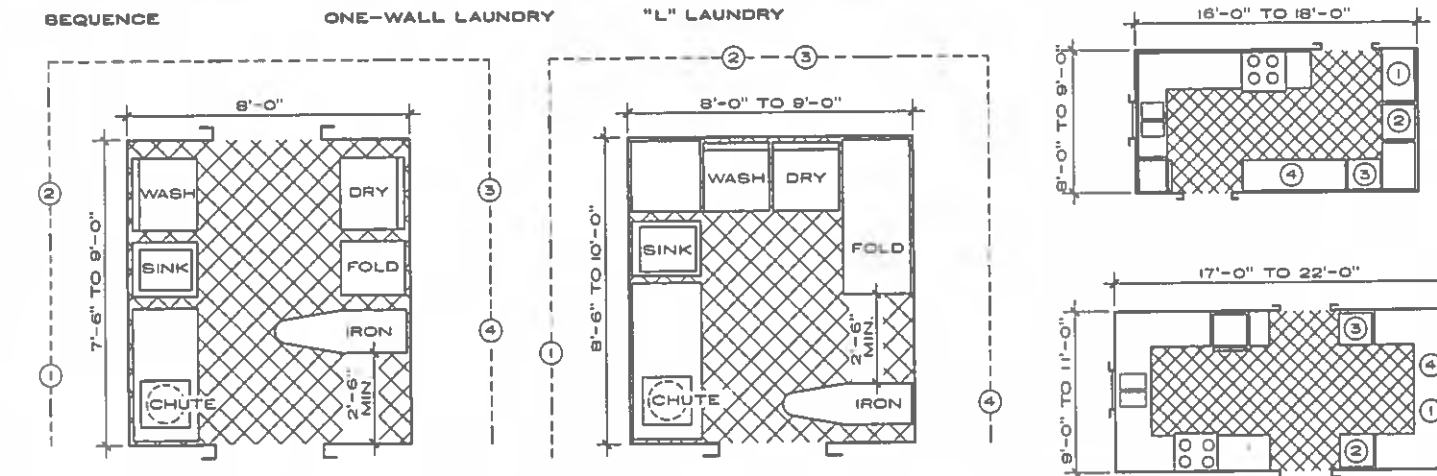 SEQUENCE
ONE-WALL LAUNDRY
"L" LAUNDRY
8'-0"
7'-6" TO 9'-0"
2
1
WASH
SINK
CHUTE
DRY
FOLD
IRON
2'-6" MIN.
3
4
2
3
8'-0" TO 9'-0"
8'-6" TO 10'-0"
1
WASH
DRY
SINK
FOLD
CHUTE
IRON
2'-6" MIN.
4
16'-0" TO 18'-0"
8'-0" TO 9'-0"
1
2
3
4
17'-0" TO 22'-0"
9'-0" TO 11'-0"
3
4
1
2